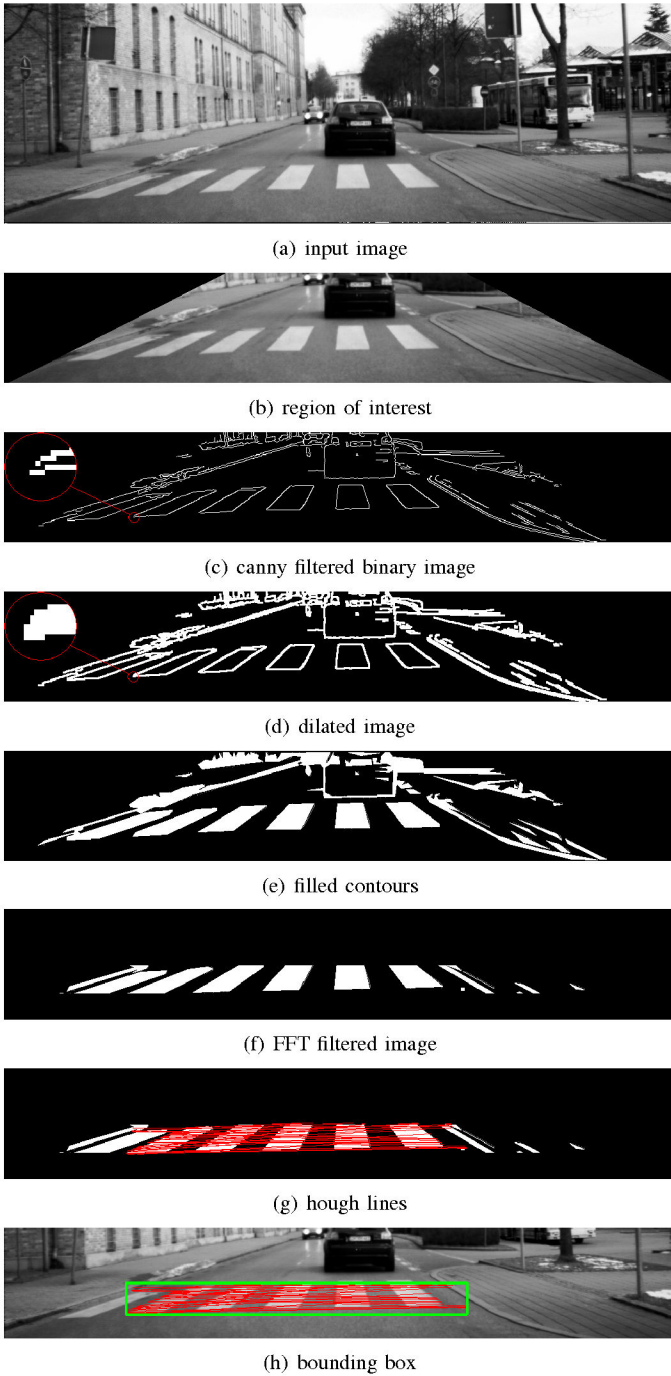 (a) input image
(b) region of interest
(c) canny filtered binary image
(d) dilated image
(e) filled contours
(f) FFT filtered image
(g) hough lines
(h) bounding box